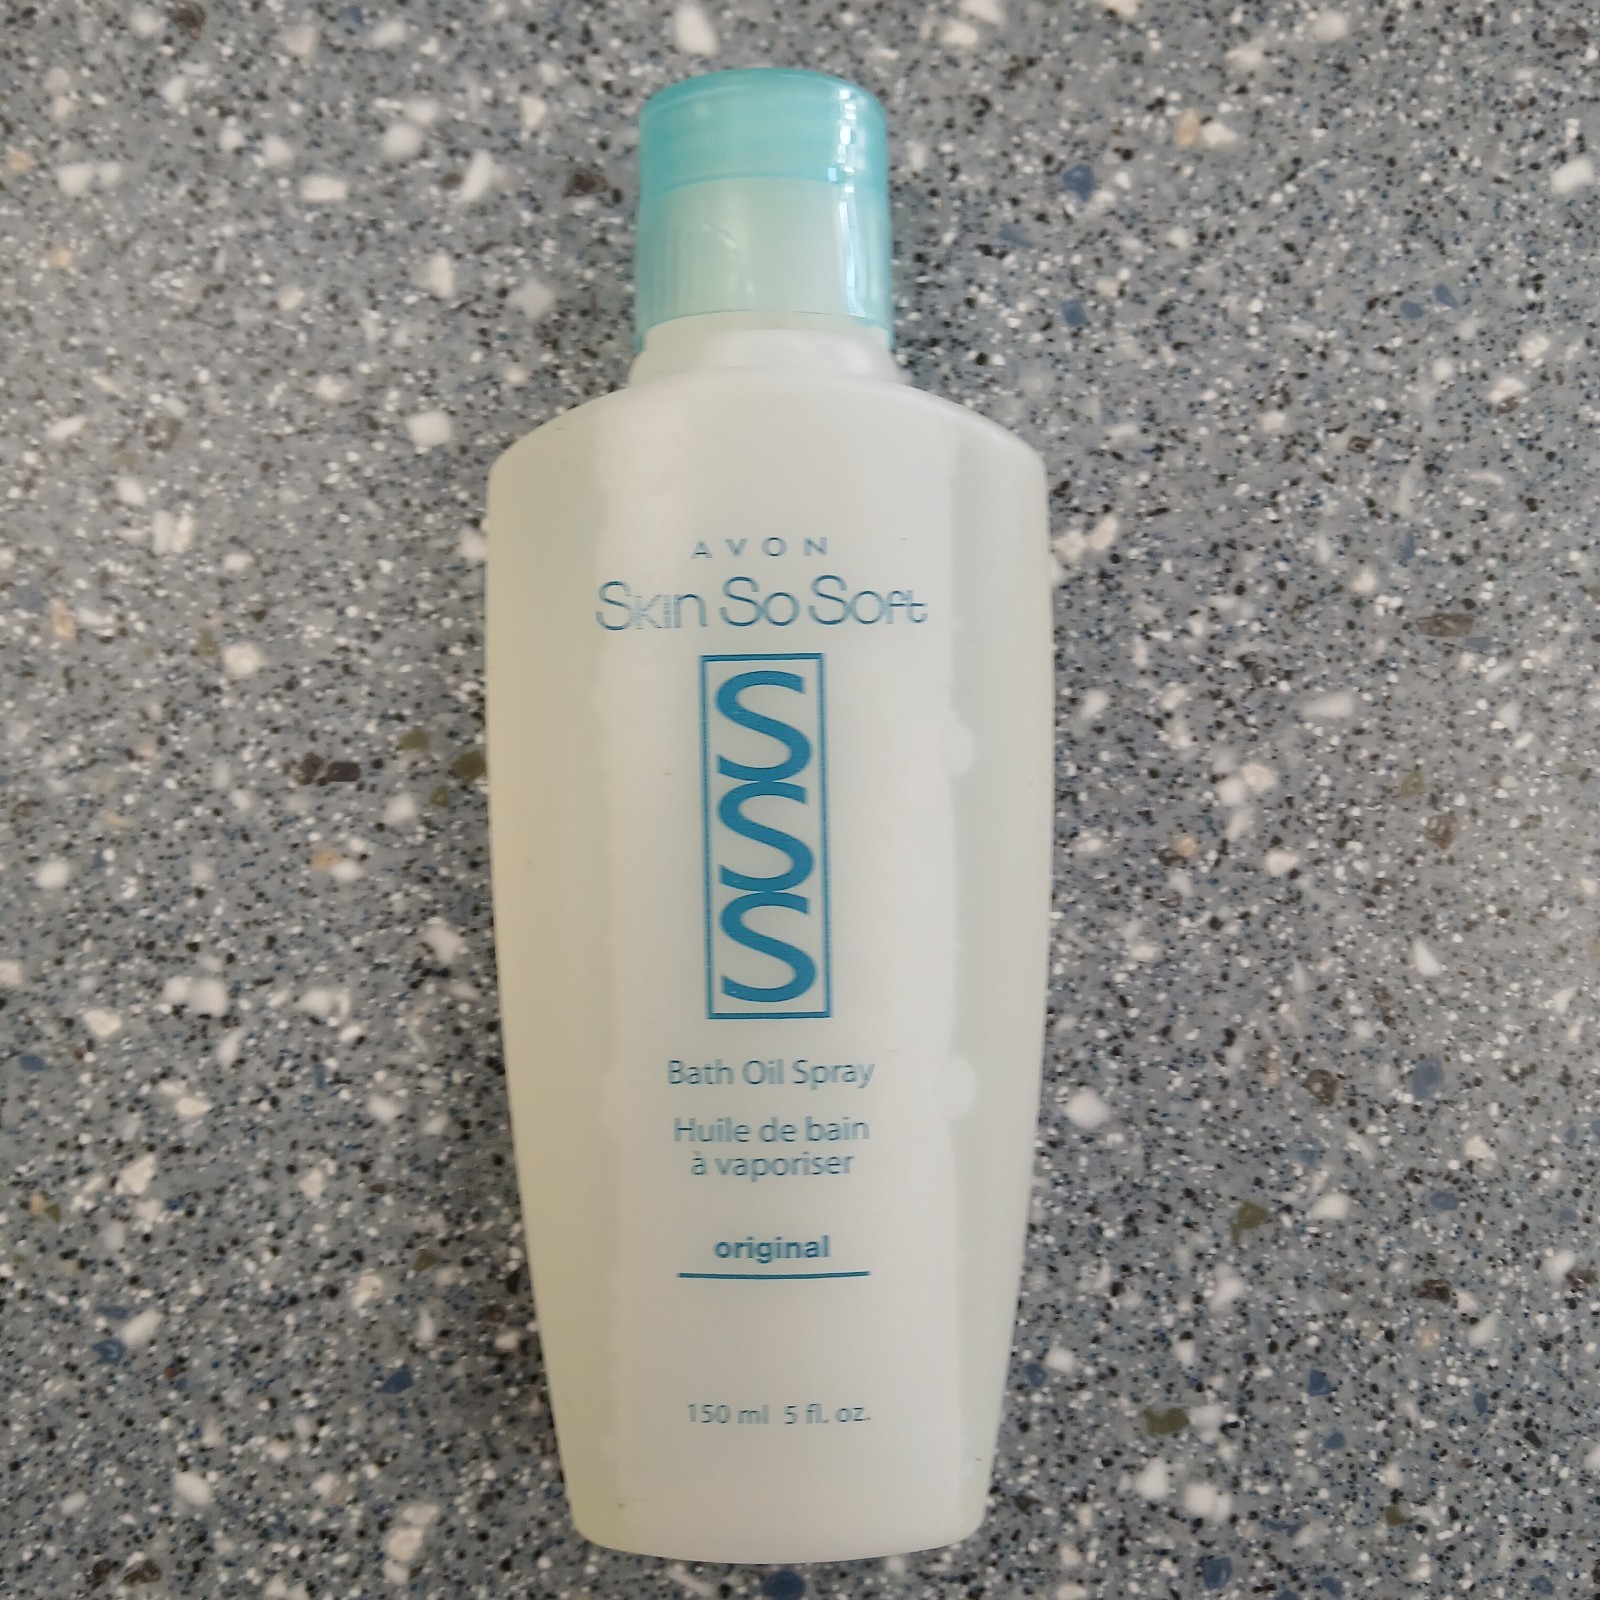 AVON
Skin So Soft
SSS
Bath Oil Spray
Huile de bain
à vaporiser
original
150 ml 5 fl. oz.